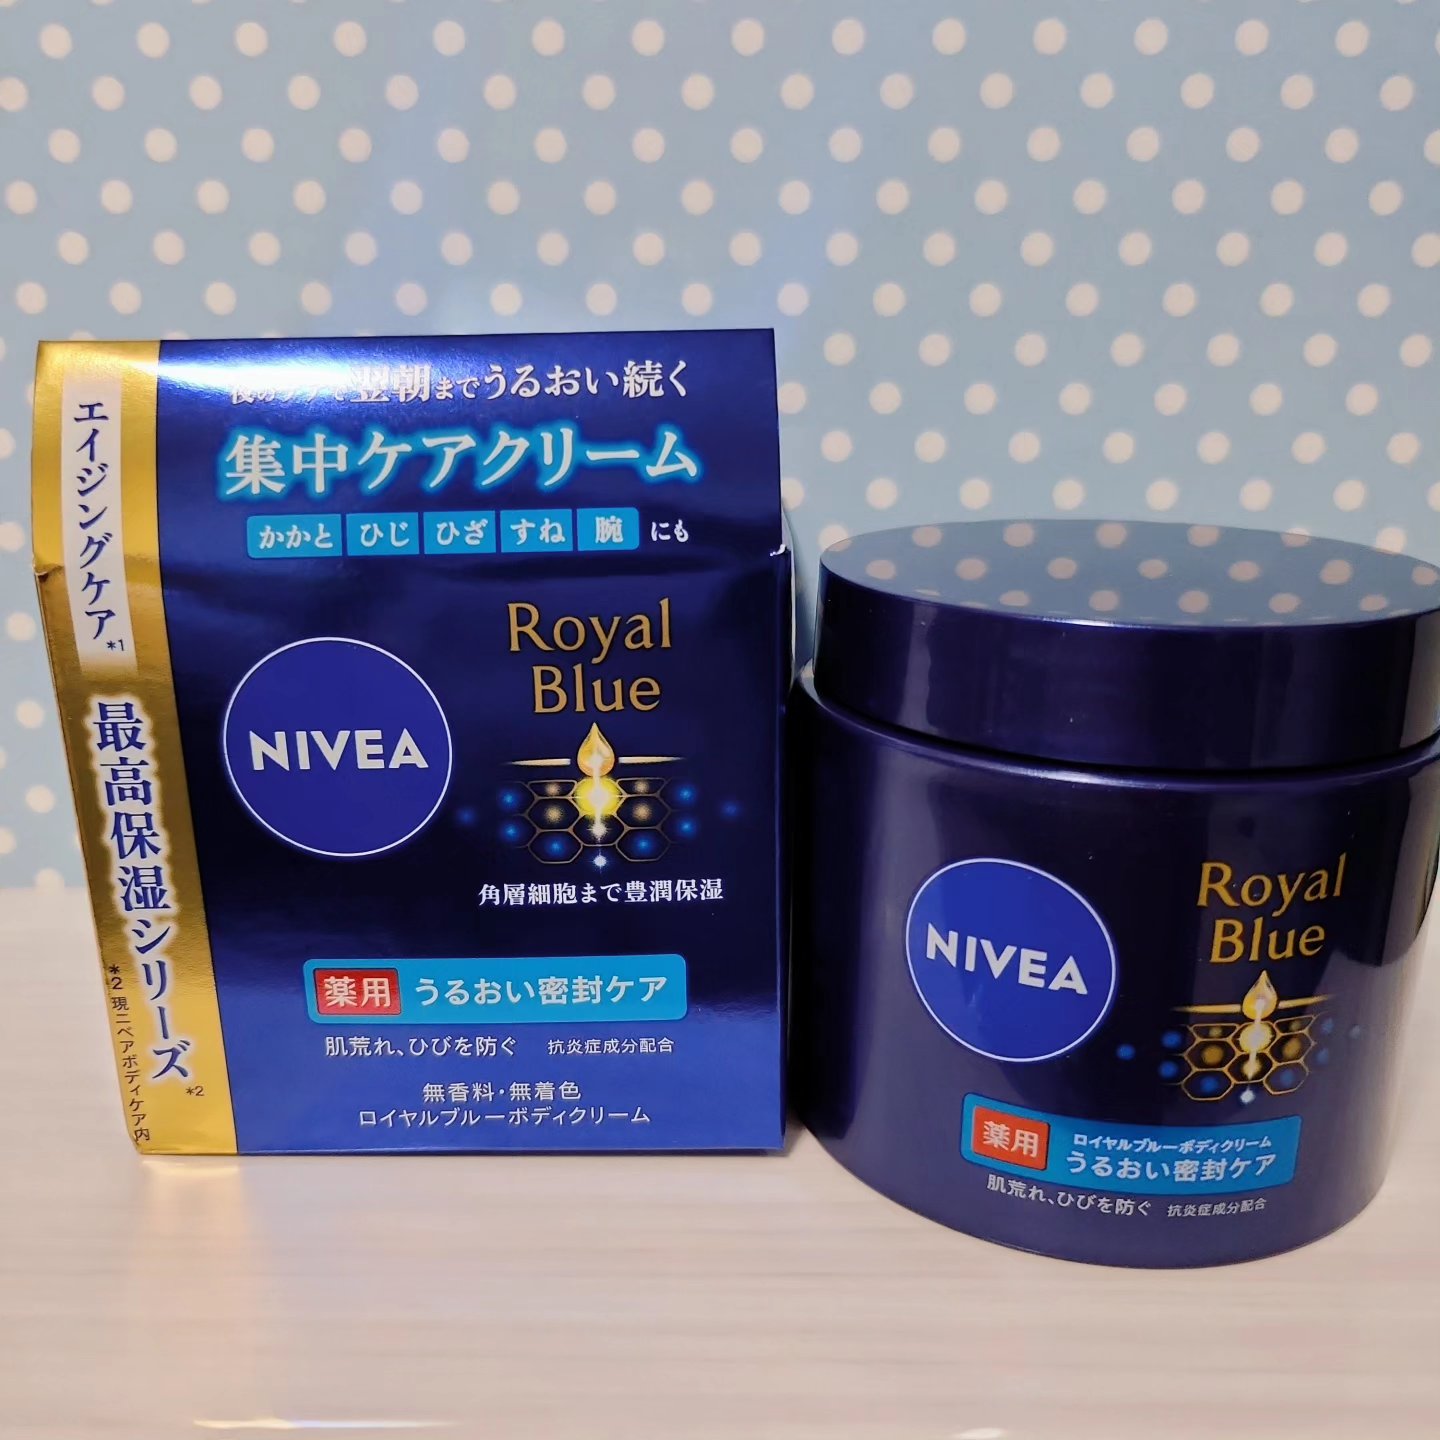 翌朝までうるおい続く
集中ケアクリーム
かかと ひじ ひざ すね 腕 にも
エイジングケア*1
最高保湿シリーズ*2
*2 現ニベアボディケア内
NIVEA
Royal
Blue
角層細胞まで豊潤保湿
薬用 うるおい密封ケア
肌荒れ、ひびを防ぐ 抗炎症成分配合
無香料・無着色
ロイヤルブルーボディクリーム
NIVEA
Royal
Blue
薬用 ロイヤルブルーボディクリーム
うるおい密封ケア
肌荒れ、ひびを防ぐ 抗炎症成分配合